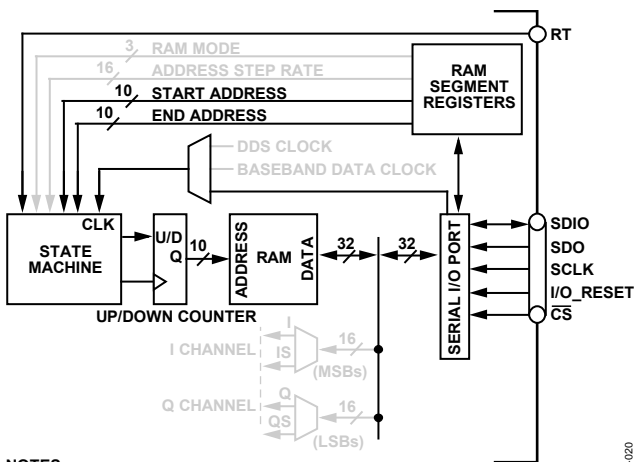 RT
3 RAM MODE
16 ADDRESS STEP RATE
10 START ADDRESS
10 END ADDRESS
RAM
SEGMENT
REGISTERS
DDS CLOCK
BASEBAND DATA CLOCK
CLK
STATE
MACHINE
U/D
Q
10
ADDRESS
RAM
DATA
32
32
SERIAL I/O PORT
SDIO
SDO
SCLK
I/O_RESET
CS
UP/DOWN COUNTER
I CHANNEL
I
IS
16
(MSBs)
Q CHANNEL
Q
QS
16
(LSBs)
-020